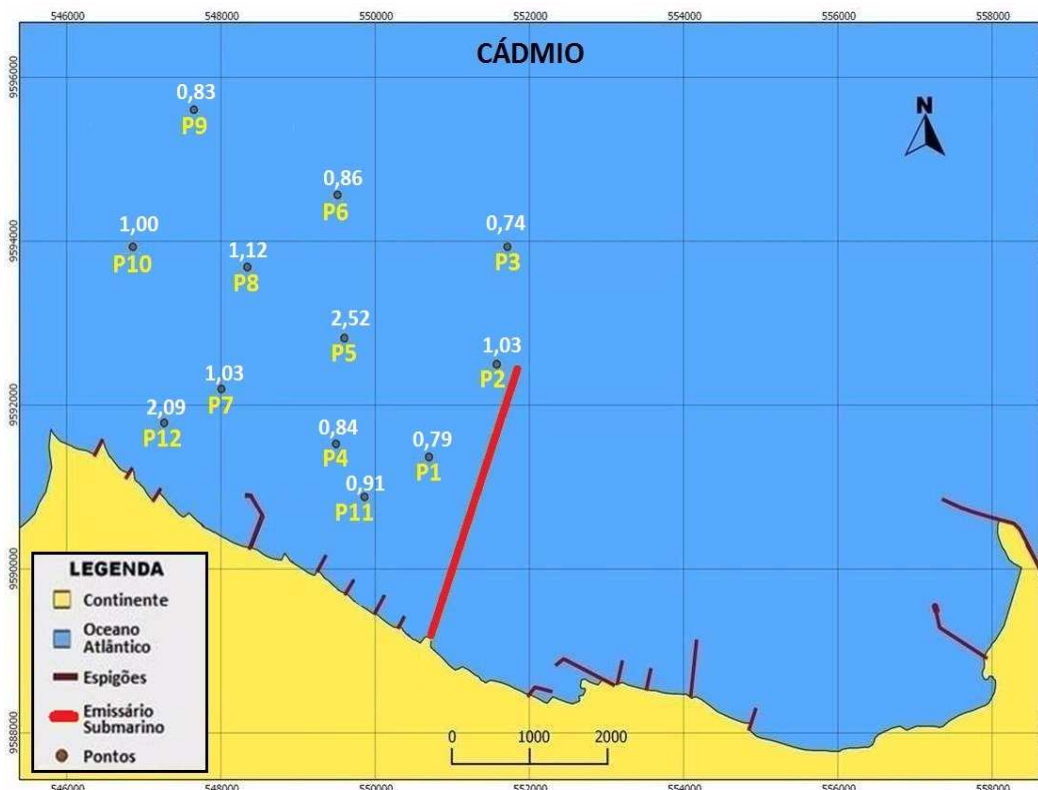 546000 548000 550000 552000 554000 556000 558000
CÁDMIO
9596000
0,83
P9
N
0,86
P6
1,00
P10
0,74
P3
9594000
1,12
P8
2,52
P5
1,03
P2
1,03
P7
9592000
2,09
P12
0,84
P4
0,79
P1
0,91
P11
9590000
LEGENDA
Continente
Oceano
Atlântico
Espigões
Emissário
Submarino
Pontos
9588000
0 1000 2000
546000 548000 550000 552000 554000 556000 558000